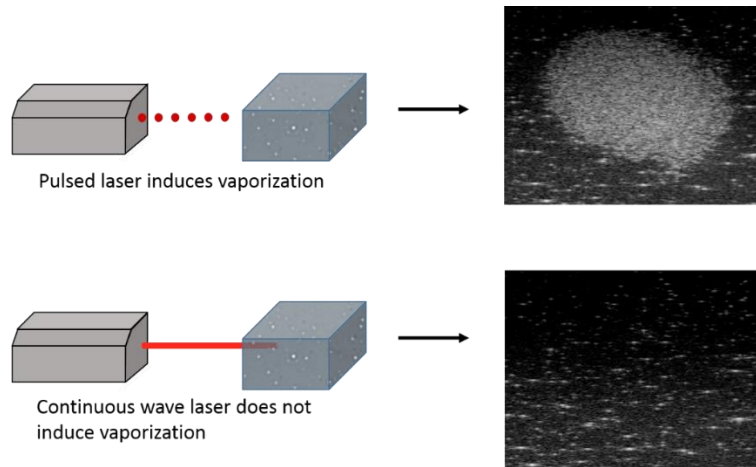 Pulsed laser induces vaporization
Continuous wave laser does not
induce vaporization